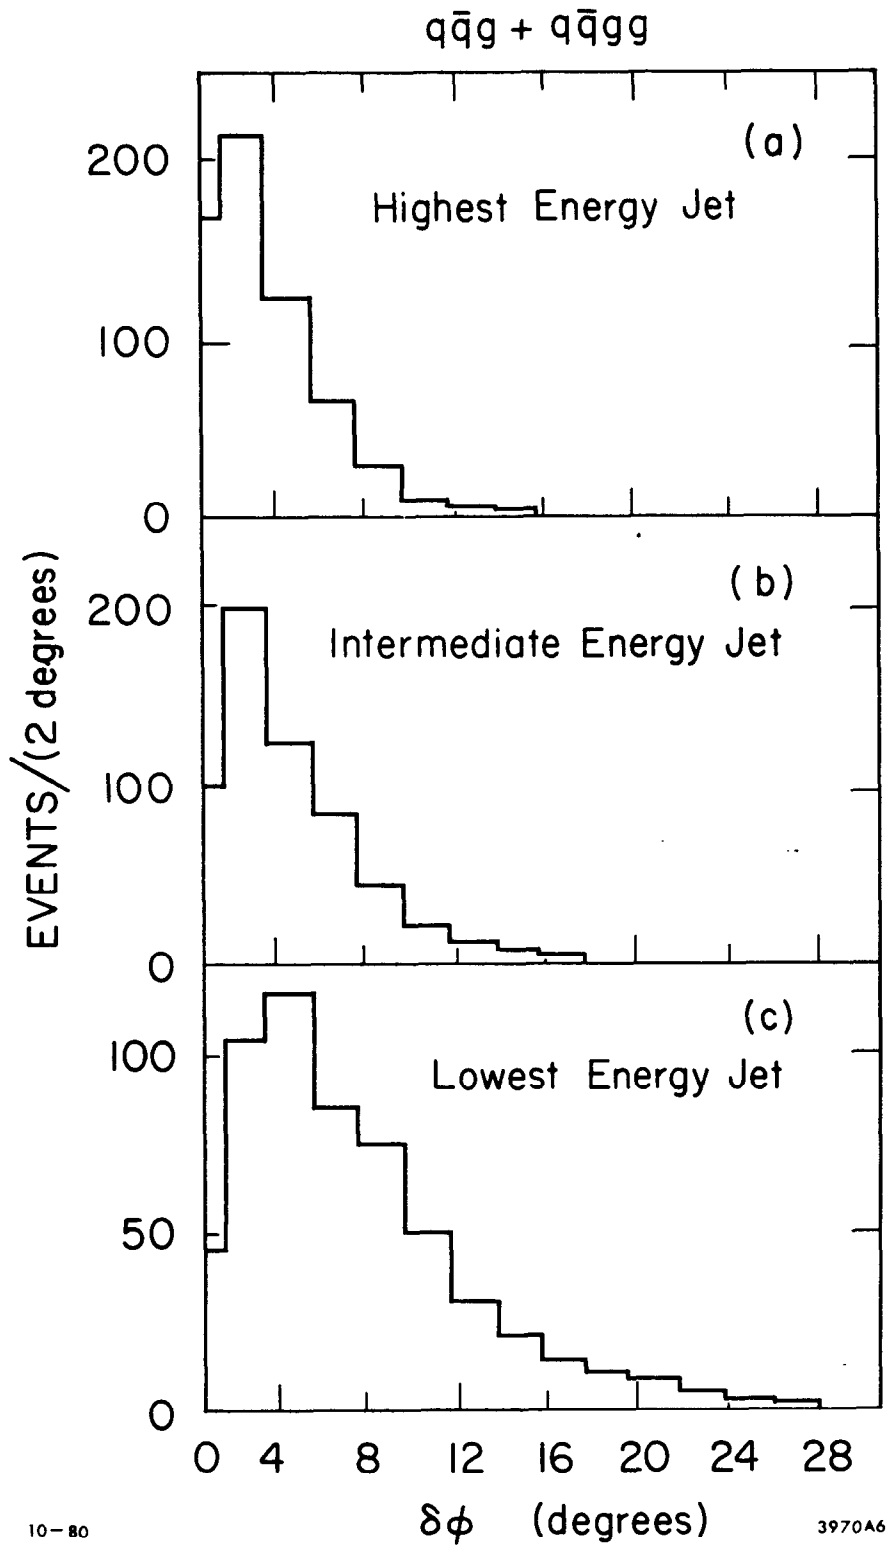 qq̄g + qq̄gg
(a)
Highest Energy Jet
200
100
0
(b)
Intermediate Energy Jet
200
100
0
(c)
Lowest Energy Jet
100
50
0
EVENTS/(2 degrees)
0 4 8 12 16 20 24 28
δϕ (degrees)
10-80
3970A6